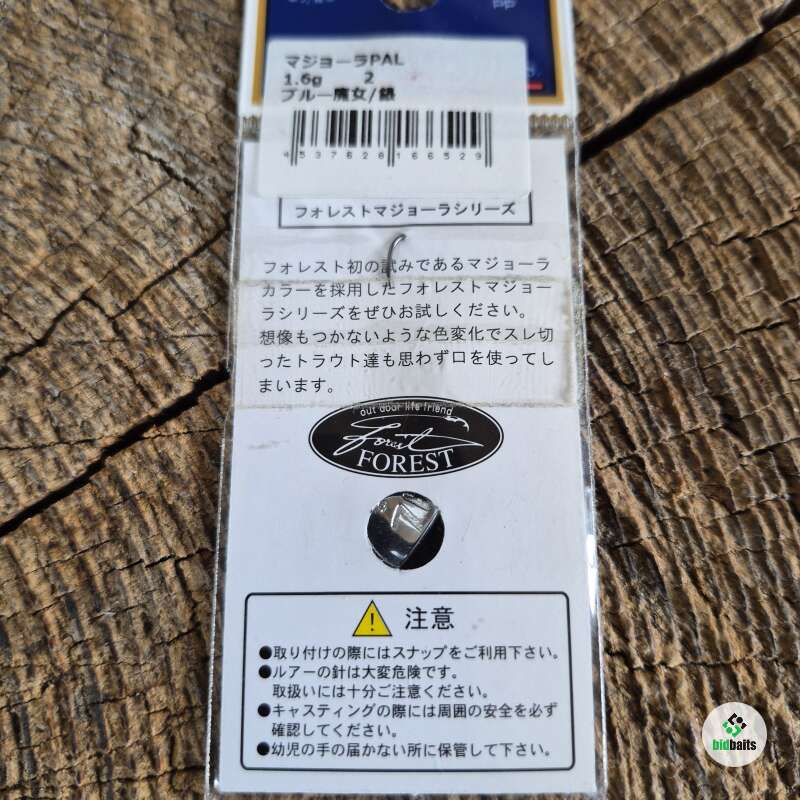 PP
マジョーラPAL
1.6g 2
ブルー魔女/銀
4537628166529
フォレストマジョーラシリーズ
フォレスト初の試みであるマジョーラ
カラーを採用したフォレストマジョー
ラシリーズをぜひお試しください。
想像もつかないような色変化でスレ切
ったトラウト達も思わず口を使ってし
まいます。
out door life friend
forest
FOREST
注意
●取り付けの際にはスナップをご利用下さい。
●ルアーの針は大変危険です。
取扱いには十分ご注意ください。
●キャスティングの際には周囲の安全を必ず
確認してください。
●幼児の手の届かない所に保管して下さい。
bidbaits